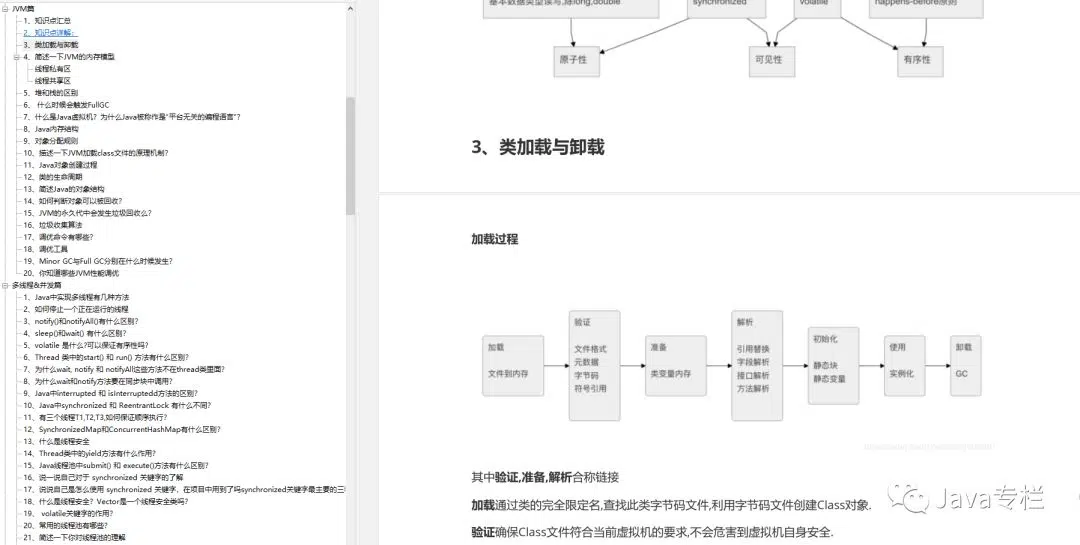 JVM篇
1、知识点汇总
2、知识点详解:
3、类加载与卸载
4、简述一下JVM的内存模型
线程私有区
线程共享区
5、堆和栈的区别
6、 什么时候会触发FullGC
7、什么是Java虚拟机？为什么Java被称作是"平台无关的编程语言"？
8、Java内存结构
9、对象分配规则
10、描述一下JVM加载class文件的原理机制？
11、Java对象创建过程
12、类的生命周期
13、简述Java的对象结构
14、如何判断对象可以被回收？
15、JVM的永久代中会发生垃圾回收么？
16、垃圾收集算法
17、调优命令有哪些？
18、调优工具
19、Minor GC与Full GC分别在什么时候发生？
20、你知道哪些JVM性能调优
多线程&并发篇
1、Java中实现多线程有几种方法
2、如何停止一个正在运行的线程
3、notify()和notifyAll()有什么区别？
4、sleep()和wait() 有什么区别？
5、volatile 是什么?可以保证有序性吗？
6、Thread 类中的start() 和 run() 方法有什么区别？
7、为什么wait, notify 和 notifyAll这些方法不在thread类里面？
8、为什么wait和notify方法要在同步块中调用？
9、Java中interrupted 和 isInterruptedd方法的区别？
10、Java中synchronized 和 ReentrantLock 有什么不同？
11、有三个线程T1,T2,T3,如何保证顺序执行？
12、SynchronizedMap和ConcurrentHashMap有什么区别？
13、什么是线程安全
14、Thread类中的yield方法有什么作用？
15、Java线程池中submit() 和 execute()方法有什么区别？
16、说一说自己对于 synchronized 关键字的了解
17、说说自己是怎么使用 synchronized 关键字，在项目中用到了吗synchronized关键字最主要的三
18、什么是线程安全？Vector是一个线程安全类吗？
19、 volatile关键字的作用？
20、常用的线程池有哪些？
21、简述一下你对线程池的理解
基本数据类型读写,除long,double
synchronized
volatile
happens-before原则
原子性
可见性
有序性
3、类加载与卸载
加载过程
加载
文件到内存
验证
文件格式
元数据
字节码
符号引用
准备
类变量内存
解析
引用替换
字段解析
接口解析
方法解析
初始化
静态块
静态变量
使用
实例化
卸载
GC
其中验证,准备,解析合称链接
加载通过类的完全限定名,查找此类字节码文件,利用字节码文件创建Class对象.
验证确保Class文件符合当前虚拟机的要求,不会危害到虚拟机自身安全.
Java专栏